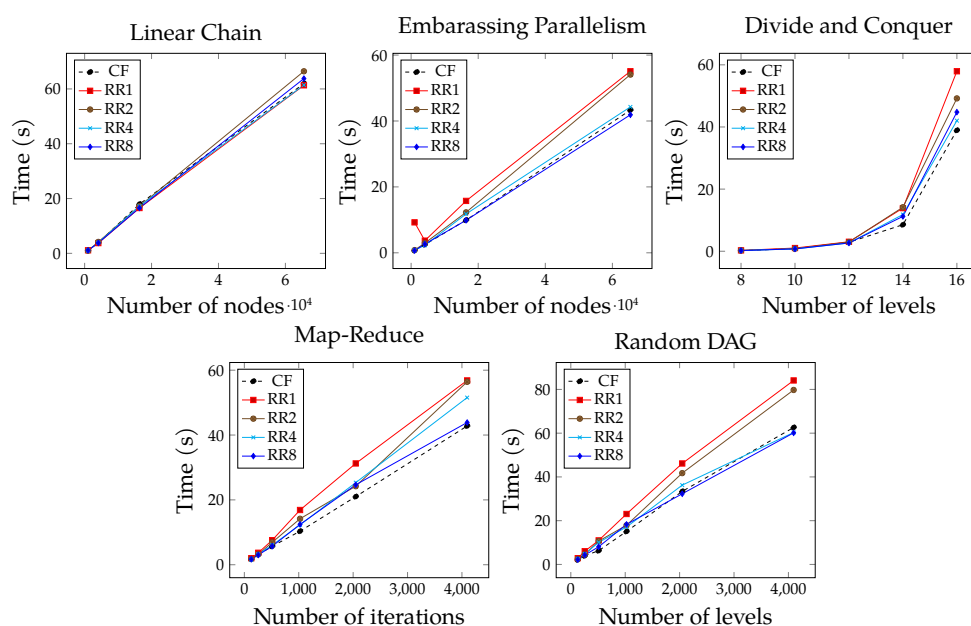 Linear Chain
Time (s)
60
40
20
0
CF
RR1
RR2
RR4
RR8
0 2 4 6
Number of nodes ·10⁴
Embarassing Parallelism
Time (s)
60
40
20
0
CF
RR1
RR2
RR4
RR8
0 2 4 6
Number of nodes ·10⁴
Divide and Conquer
Time (s)
60
40
20
0
CF
RR1
RR2
RR4
RR8
8 10 12 14 16
Number of levels
Map-Reduce
Time (s)
60
40
20
0
CF
RR1
RR2
RR4
RR8
0 1,000 2,000 3,000 4,000
Number of iterations
Random DAG
Time (s)
80
60
40
20
0
CF
RR1
RR2
RR4
RR8
0 1,000 2,000 3,000 4,000
Number of levels